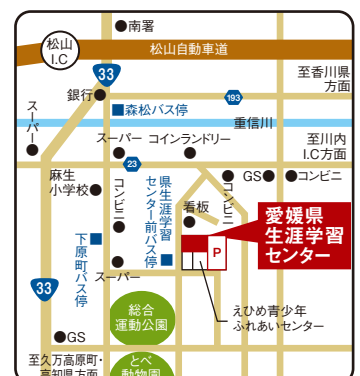 ●南署
松山
I.C
松山自動車道
33
至香川県
方面
銀行●
193
■森松バス停
スーパー●
重信川
スーパー
●
コインランドリー
●
至川内
I.C方面
23
麻生
小学校●
コンビニ
●
県生涯学習
センター前バス停
■
看板
●
●
コンビニ
GS●
●コンビニ
愛媛県
生涯学習
センター
P
■
下原町バス停
●
スーパー
33
総合
運動公園
えひめ青少年
ふれあいセンター
●GS
至久万高原町・
高知県方面
とべ
動物園